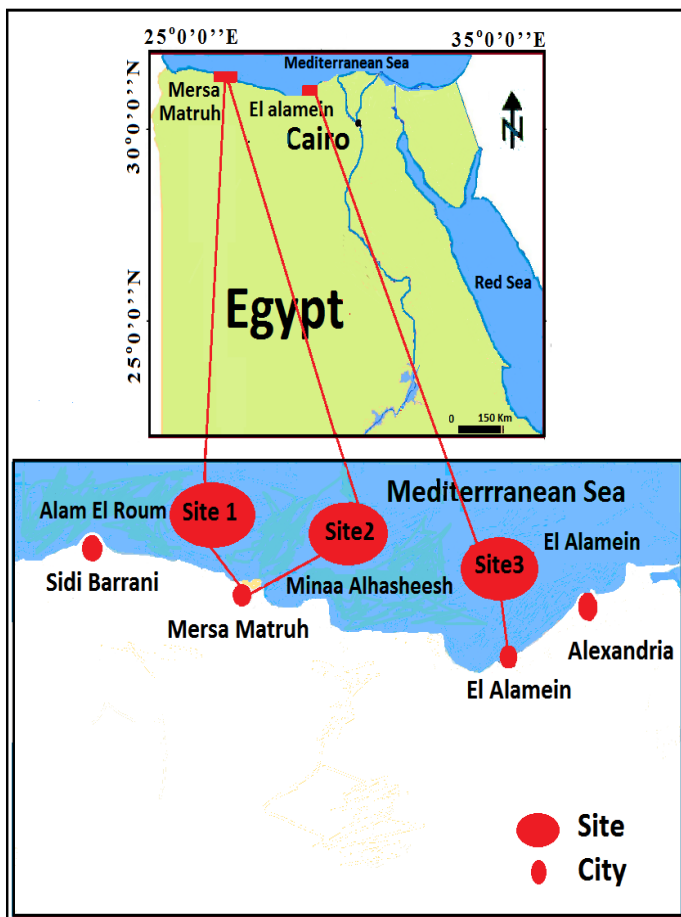 25°0'0''E
35°0'0''E
Mediterranean Sea
Mersa
Matruh
El alamein
Cairo
N
30°0'0''N
Red Sea
Egypt
25°0'0''N
0 150 Km
Mediterrranean Sea
Alam El Roum
Site 1
Site2
El Alamein
Site3
Sidi Barrani
Minaa Alhasheesh
Mersa Matruh
Alexandria
El Alamein
Site
City